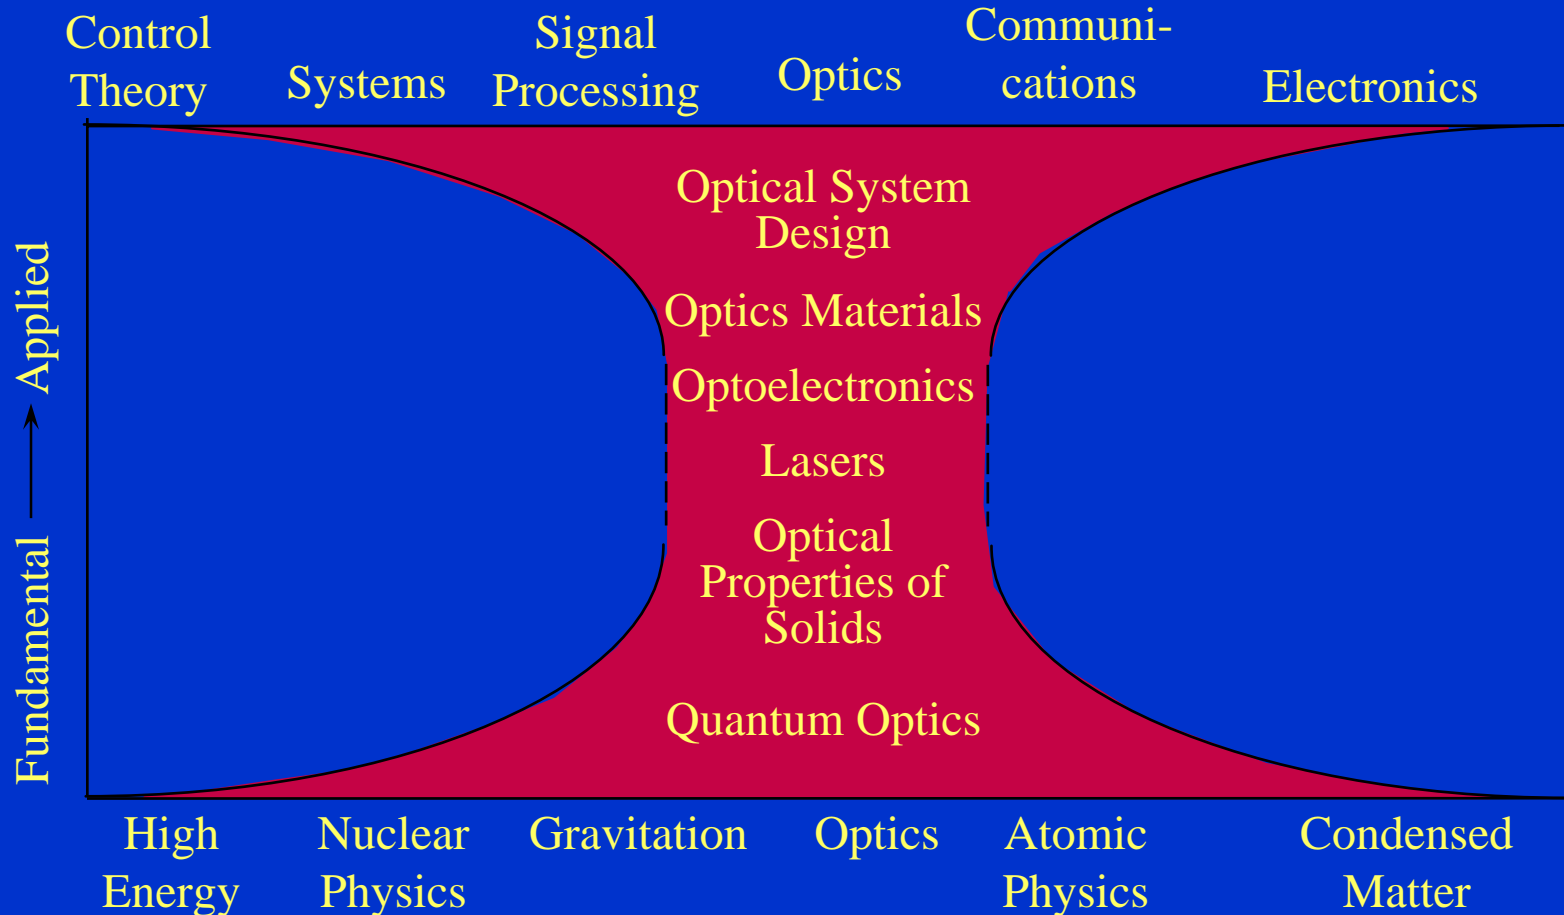 Control
Theory
Systems
Signal
Processing
Optics
Communi-
cations
Electronics
Optical System
Design
Optics Materials
Optoelectronics
Lasers
Optical
Properties of
Solids
Quantum Optics
Applied
Fundamental
High
Energy
Nuclear
Physics
Gravitation
Optics
Atomic
Physics
Condensed
Matter